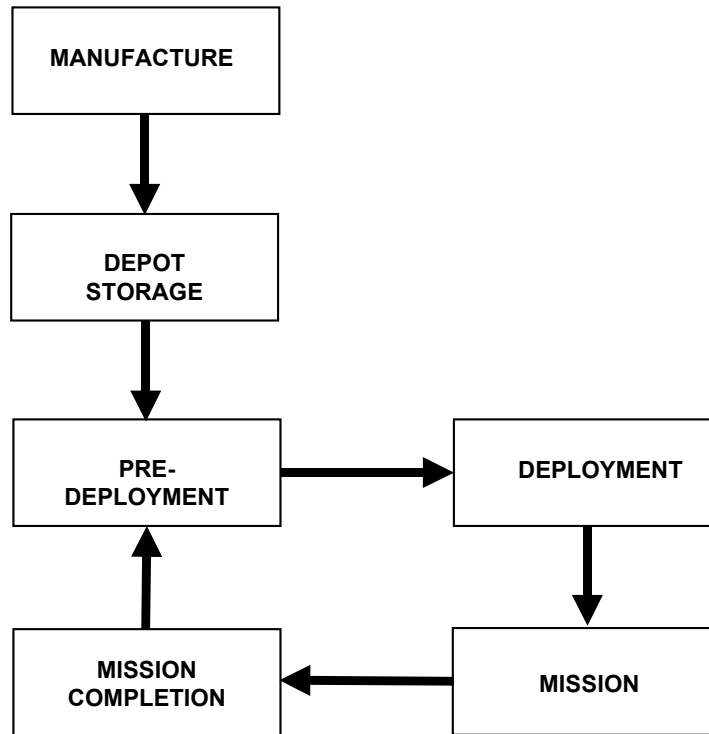 MANUFACTURE
DEPOT
STORAGE
PRE-
DEPLOYMENT
DEPLOYMENT
MISSION
COMPLETION
MISSION